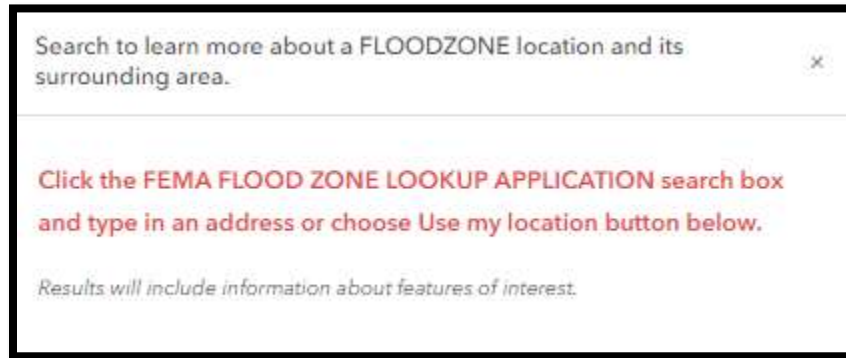 Search to learn more about a FLOODZONE location and its
surrounding area.
×
Click the FEMA FLOOD ZONE LOOKUP APPLICATION search box
and type in an address or choose Use my location button below.
Results will include information about features of interest.